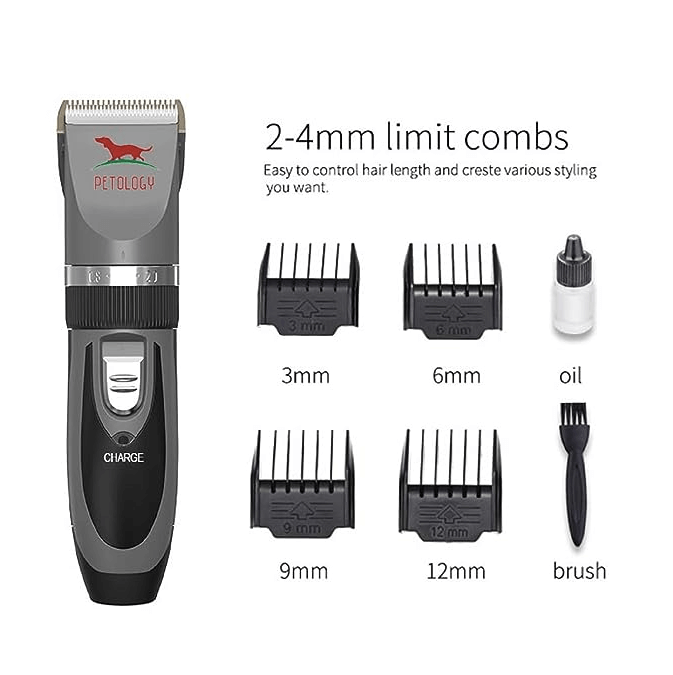 PETOLOGY
CHARGE
2-4mm limit combs
Easy to control hair length and creste various styling
you want.
3 mm
6 mm
3mm
6mm
oil
9 mm
12 mm
9mm
12mm
brush